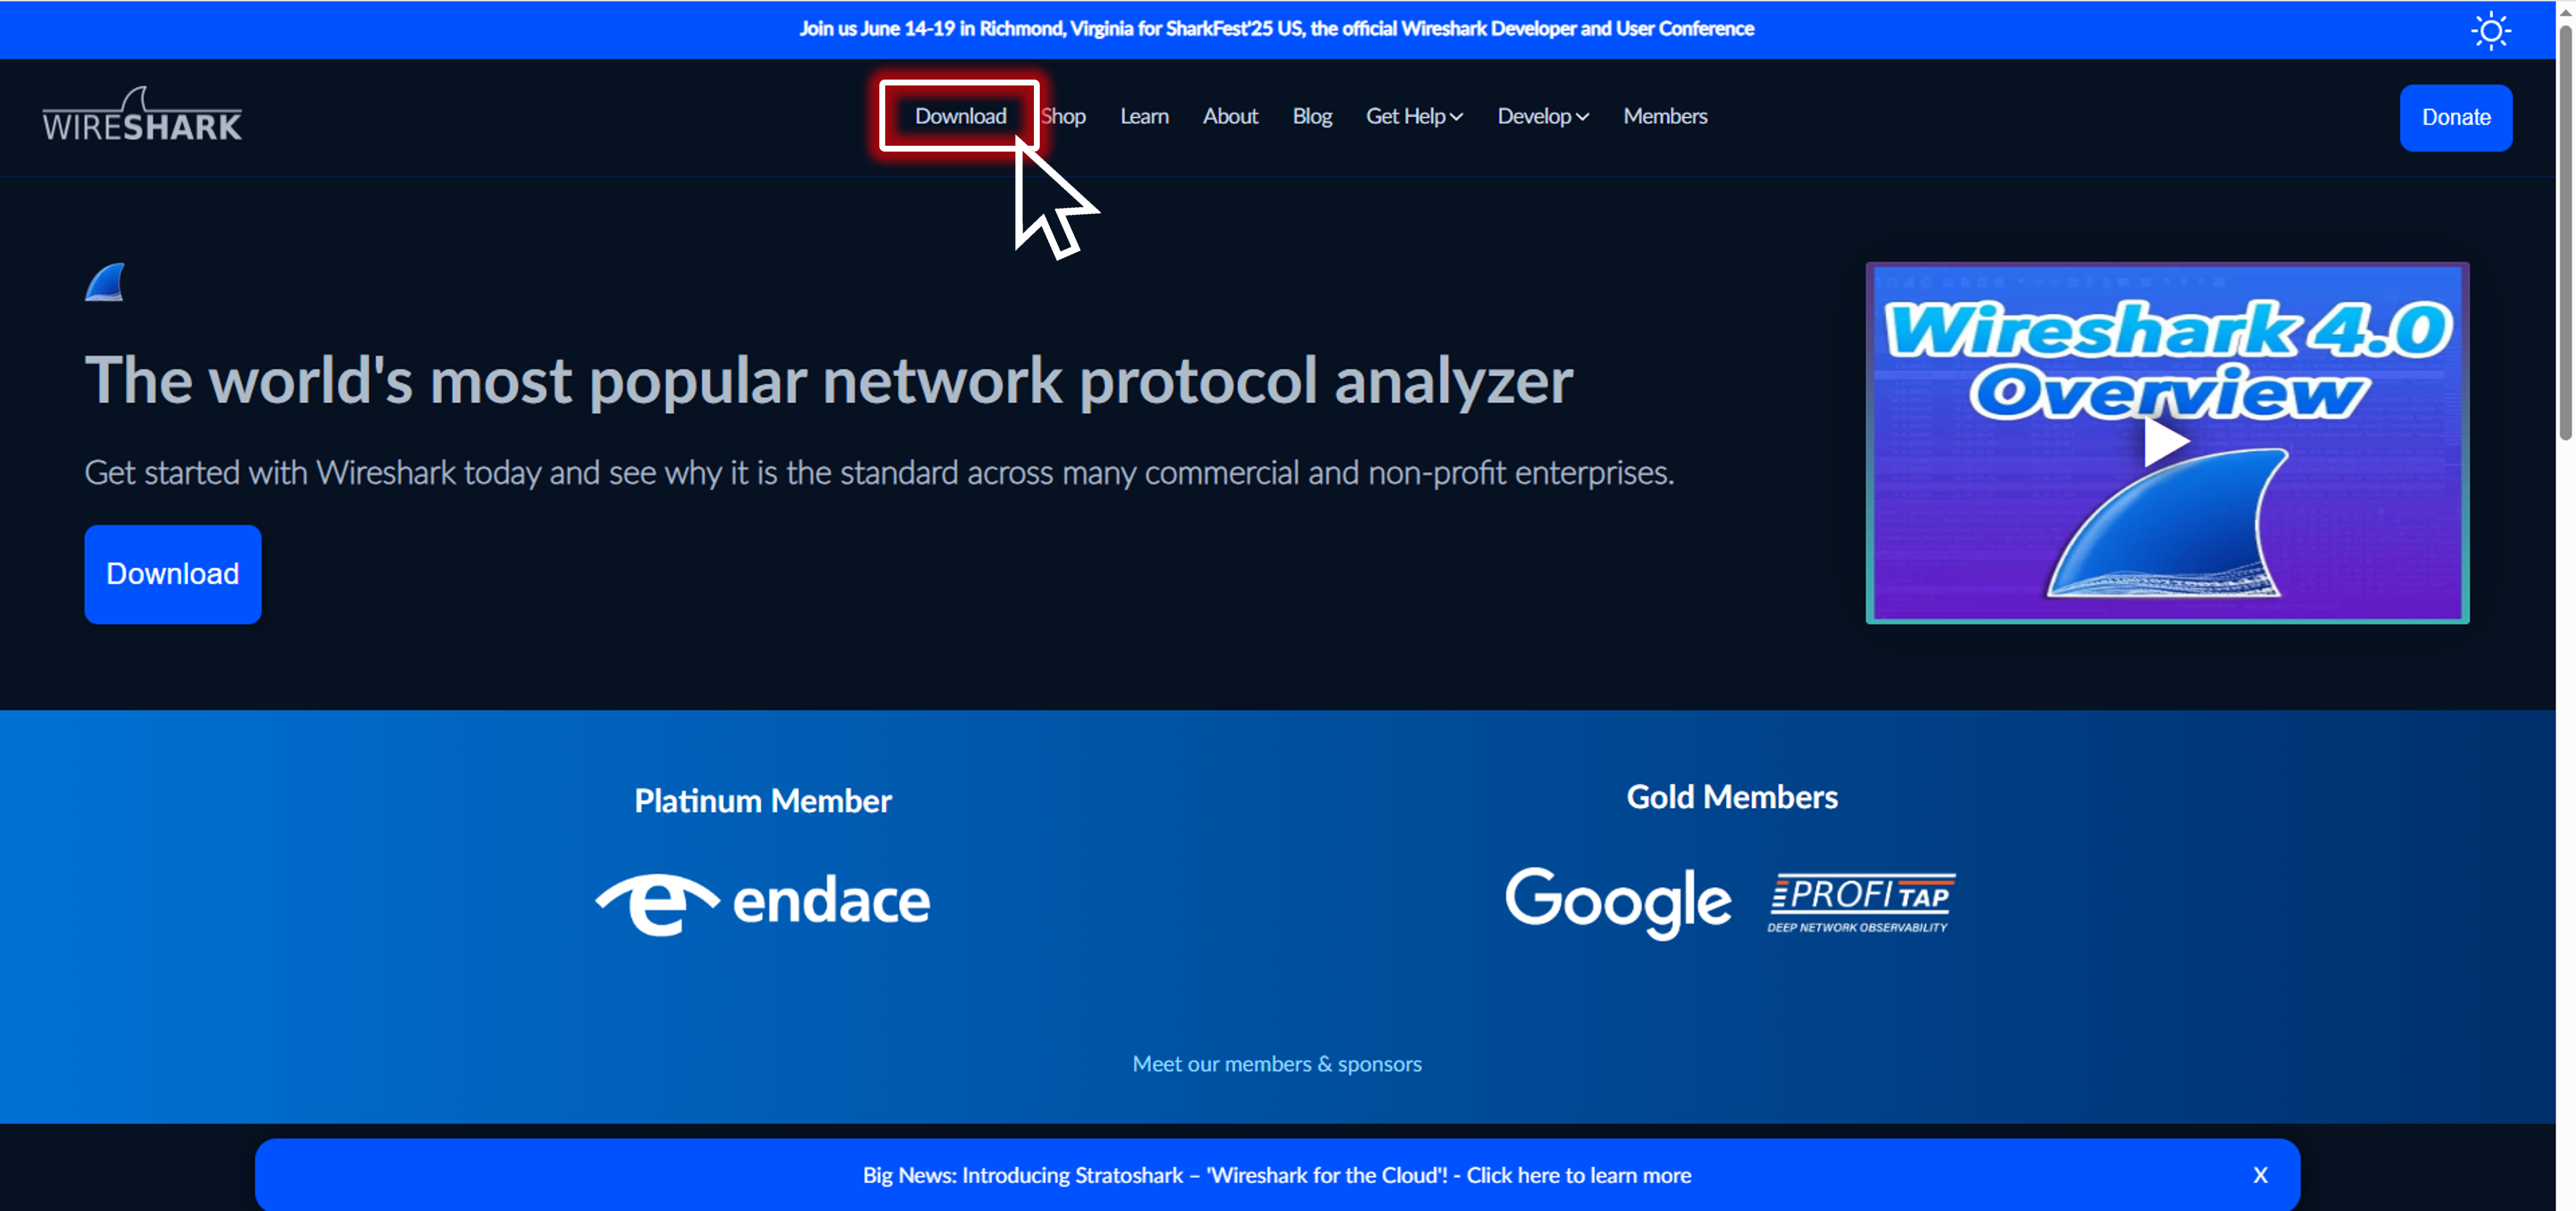 Join us June 14-19 in Richmond, Virginia for SharkFest'25 US, the official Wireshark Developer and User Conference
WIRESHARK
Download Shop Learn About Blog Get Help Develop Members
Donate
Wireshark 4.0
Overview
The world's most popular network protocol analyzer
Get started with Wireshark today and see why it is the standard across many commercial and non-profit enterprises.
Download
Platinum Member
Gold Members
endace
Google
PROFITAP
DEEP NETWORK OBSERVABILITY
Meet our members & sponsors
Big News: Introducing Stratoshark – 'Wireshark for the Cloud'! - Click here to learn more
X